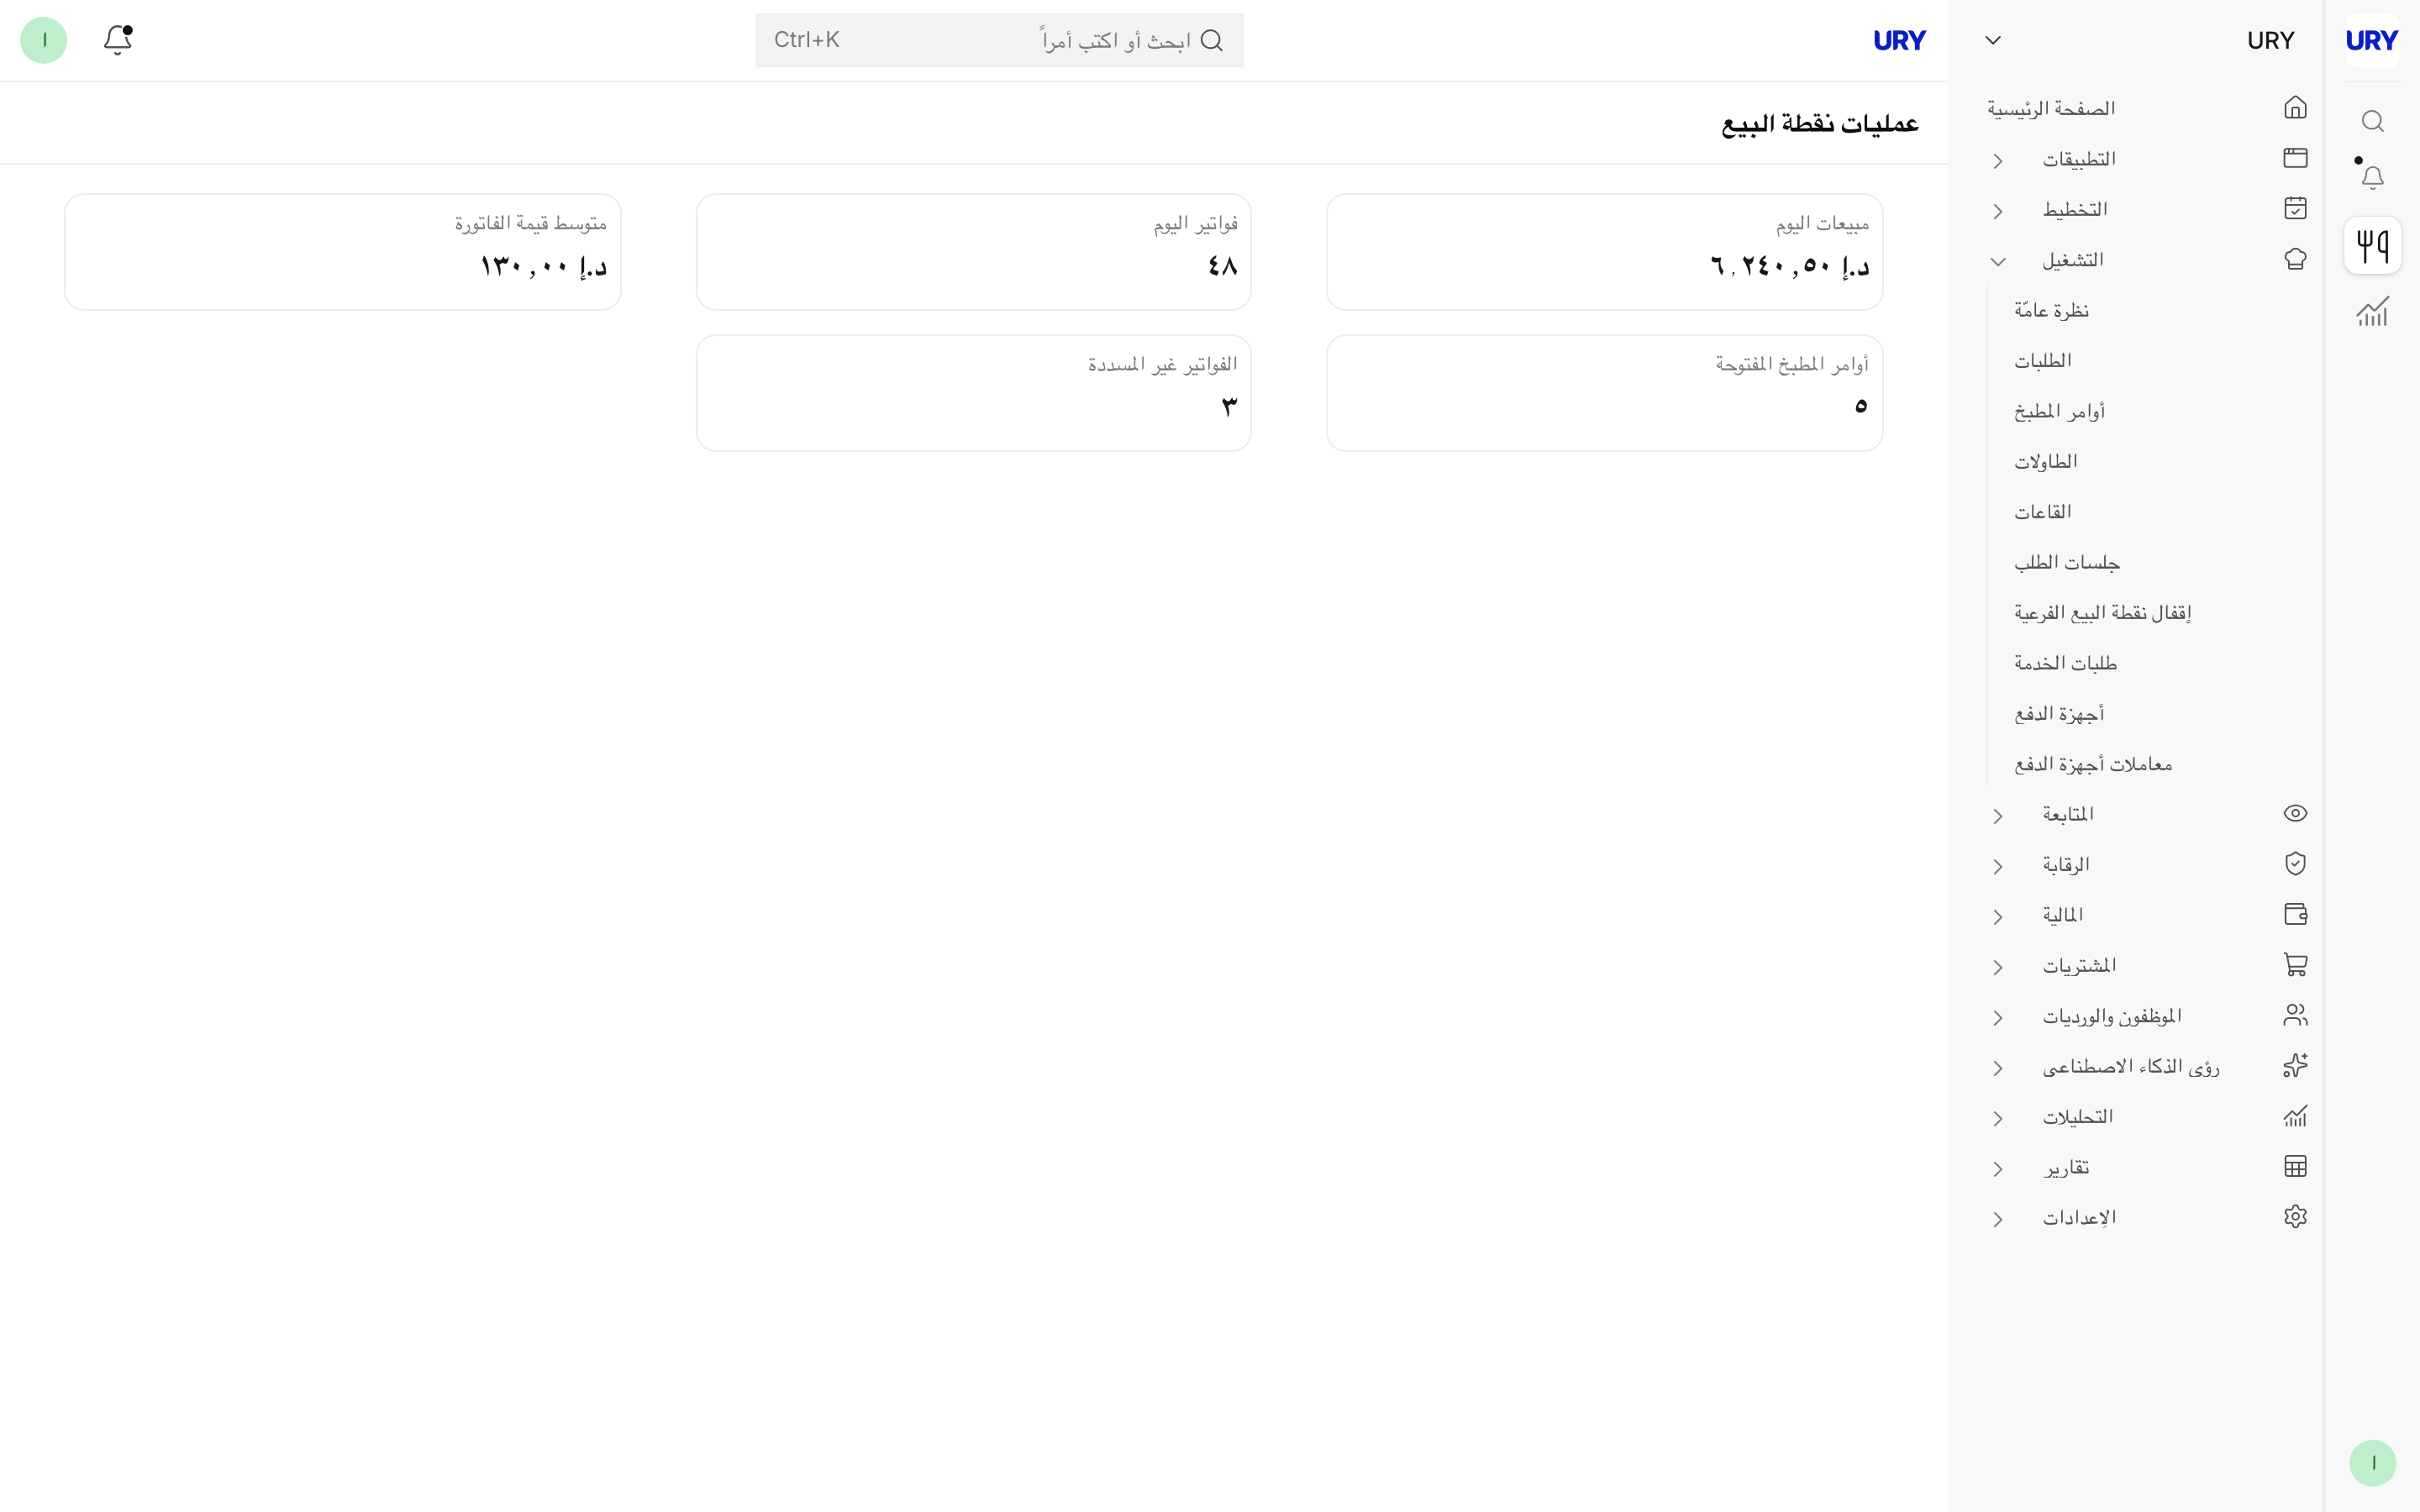 URY
ا
URY
الصفحة الرئيسية
التطبيقات
التخطيط
التشغيل
نظرة عامّة
الطلبات
أوامر المطبخ
الطاولات
القاعات
جلسات الطلب
إقفال نقطة البيع الفرعية
طلبات الخدمة
أجهزة الدفع
معاملات أجهزة الدفع
المتابعة
الرقابة
المالية
المشتريات
الموظفون والورديات
رؤى الذكاء الاصطناعي
التحليلات
تقارير
الإعدادات
URY
ابحث أو اكتب أمراً Ctrl+K
ا
عمليات نقطة البيع
مبيعات اليوم
د.إ ٦,٢٤٠,٥٠
فواتير اليوم
٤٨
متوسط قيمة الفاتورة
د.إ ١٣٠,٠٠
أوامر المطبخ المفتوحة
٥
الفواتير غير المسددة
٣